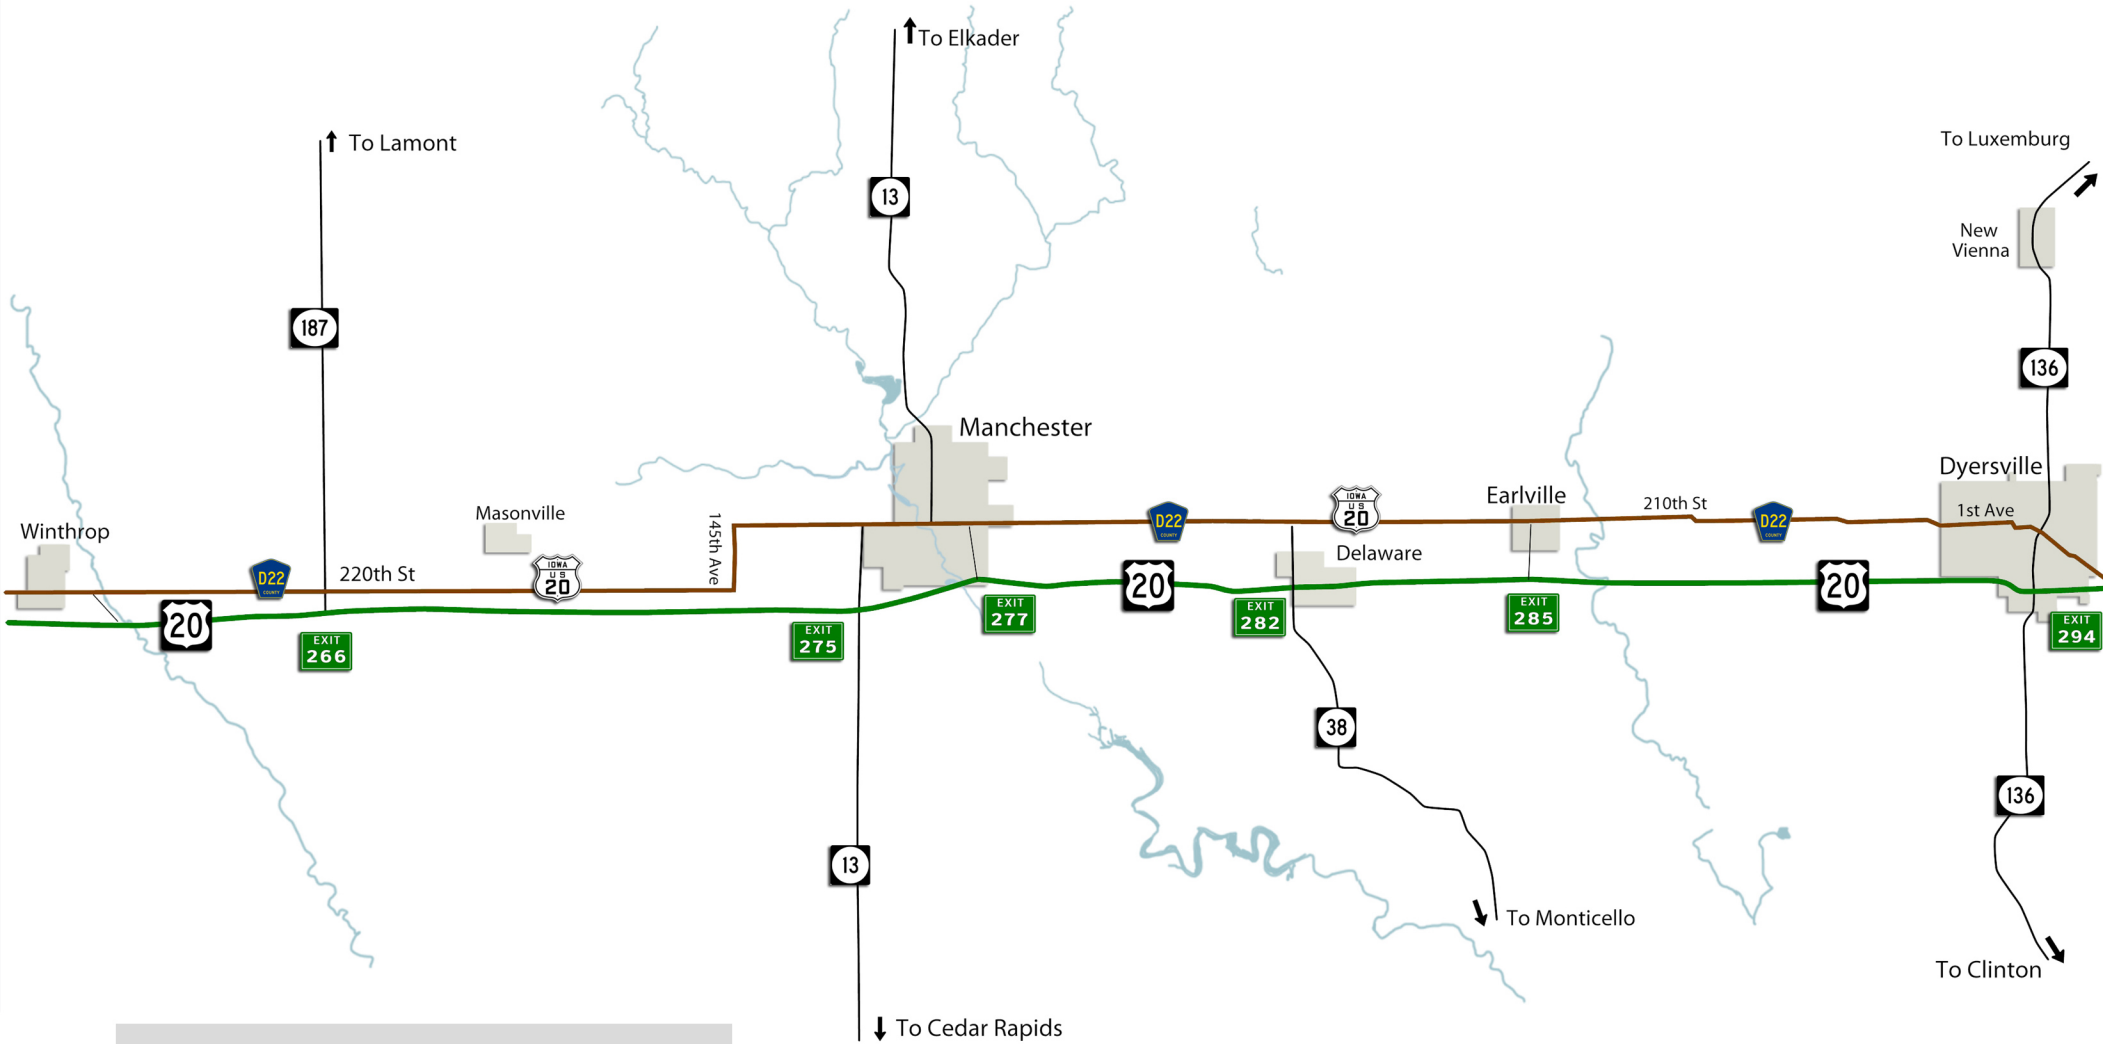 To Elkader
To Lamont
To Luxemburg
13
New
Vienna
187
136
Manchester
Dyersville
Masonville
Earlville
210th St
1st Ave
Winthrop
145th Ave
D22
COUNTY
IOWA
US
20
D22
COUNTY
Delaware
D22
COUNTY
220th St
IOWA
US
20
20
20
20
EXIT
266
EXIT
275
EXIT
277
EXIT
282
EXIT
285
EXIT
294
38
136
13
To Monticello
To Clinton
To Cedar Rapids